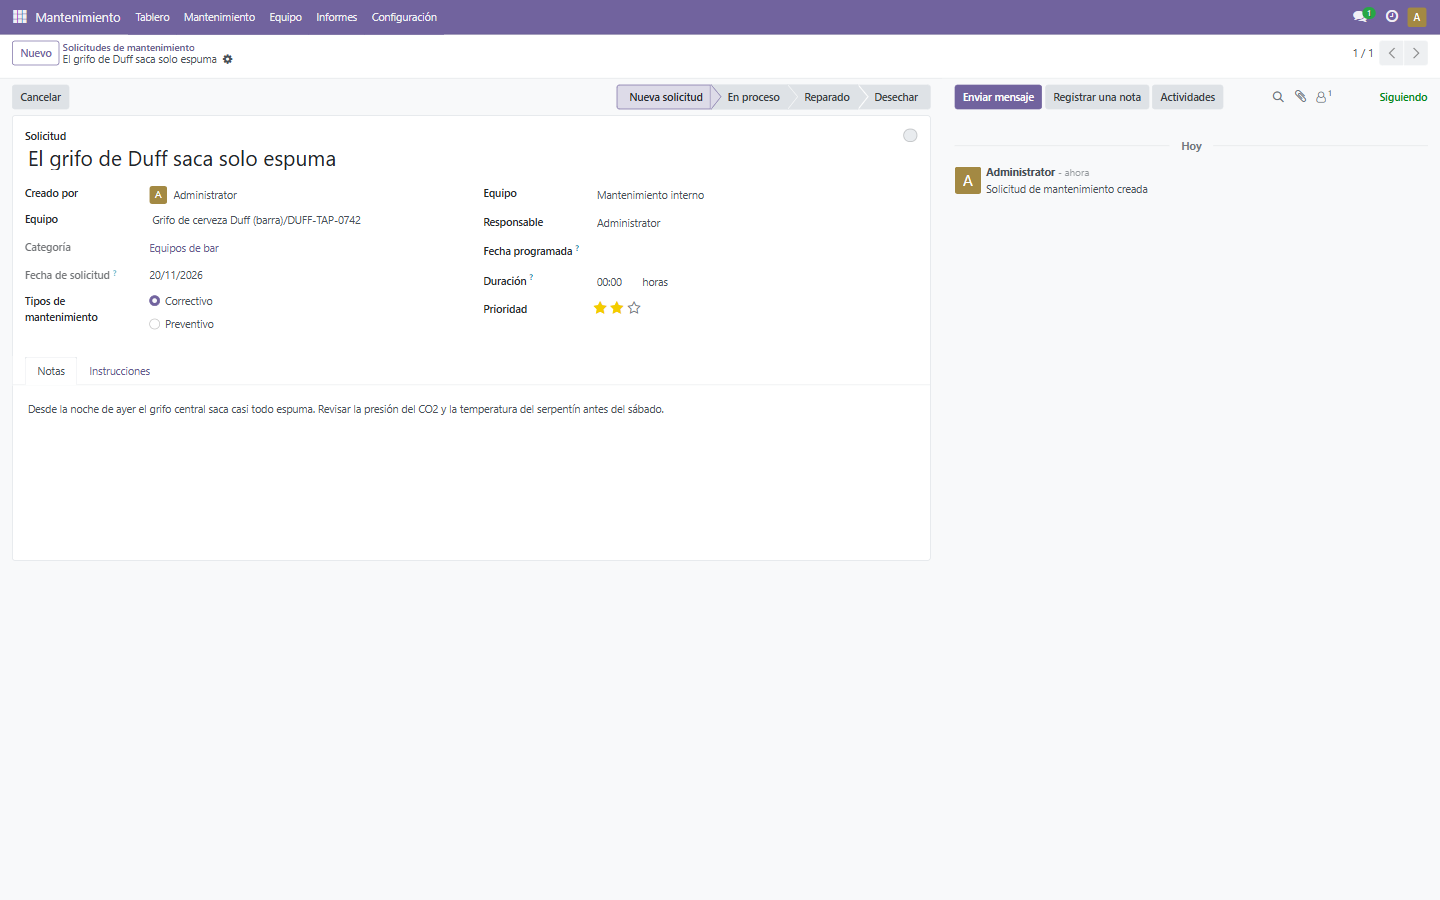 Mantenimiento Tablero Mantenimiento Equipo Informes Configuración 1 A
Nuevo Solicitudes de mantenimiento
El grifo de Duff saca solo espuma
1 / 1
Cancelar Nueva solicitud En proceso Reparado Desechar
Enviar mensaje Registrar una nota Actividades 1 Siguiendo
Solicitud
El grifo de Duff saca solo espuma
Creado por A Administrator
Equipo Grifo de cerveza Duff (barra)/DUFF-TAP-0742
Categoría Equipos de bar
Fecha de solicitud ? 20/11/2026
Tipos de mantenimiento Correctivo
Preventivo
Equipo Mantenimiento interno
Responsable Administrator
Fecha programada ?
Duración ? 00:00 horas
Prioridad
Notas Instrucciones
Desde la noche de ayer el grifo central saca casi todo espuma. Revisar la presión del CO2 y la temperatura del serpentín antes del sábado.
Hoy
A Administrator - ahora
Solicitud de mantenimiento creada